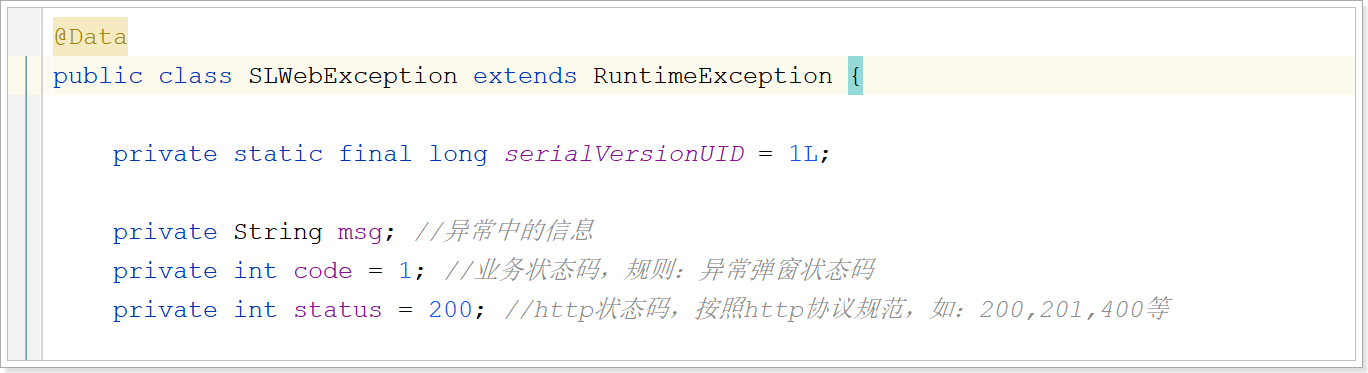 @Data
public class SLWebException extends RuntimeException {
private static final long serialVersionUID = 1L;
private String msg; //异常中的信息
private int code = 1; //业务状态码，规则：异常弹窗状态码
private int status = 200; //http状态码，按照http协议规范，如：200,201,400等